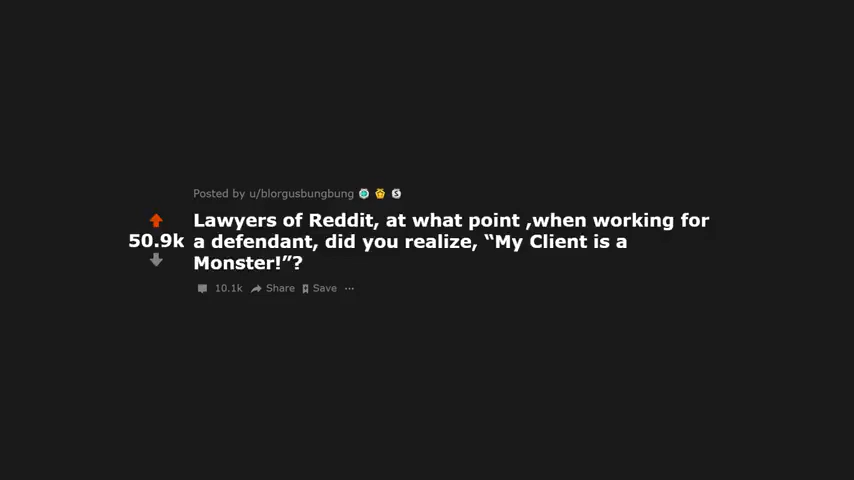 Posted by u/blorgusbungbung
Lawyers of Reddit, at what point ,when working for
50.9k a defendant, did you realize, “My Client is a
Monster!”?
10.1k Share Save ···